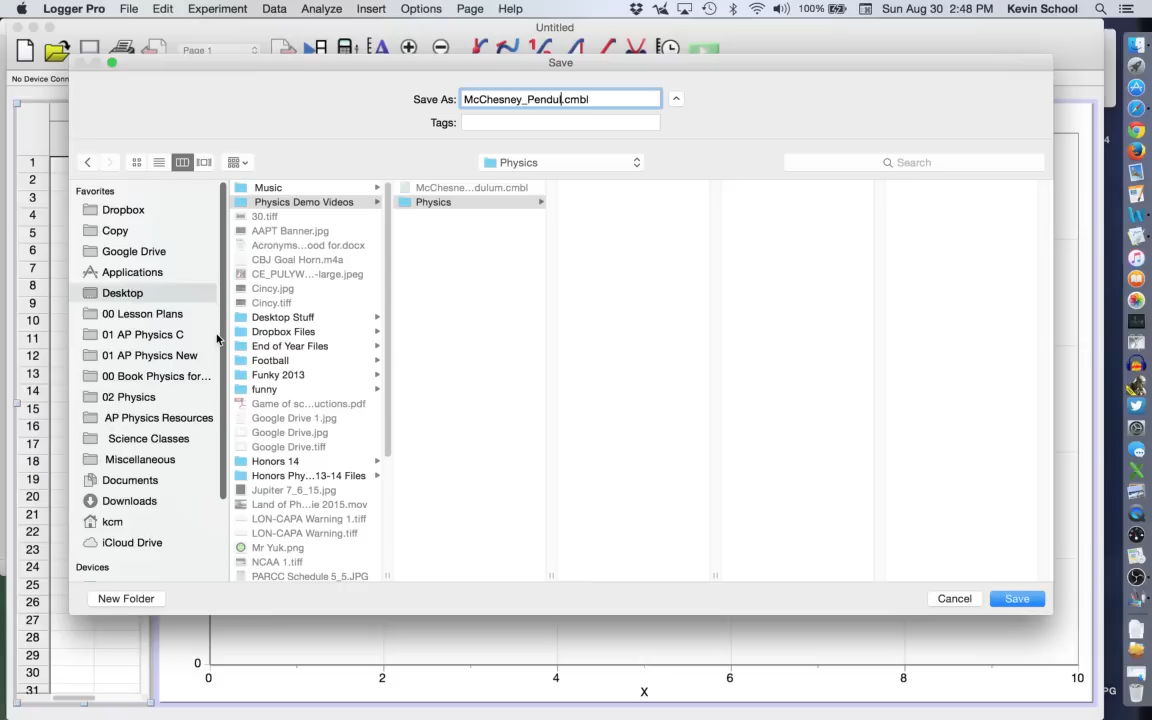 Logger Pro File Edit Experiment Data Analyze Insert Options Page Help 100% Sun Aug 30 2:48 PM Kevin School
Untitled
Page 1
No Device Conn
Save
Save As: McChesney_Pendul.cmbl
Tags:
Physics
Search
Favorites
Dropbox
Copy
Google Drive
Applications
Desktop
00 Lesson Plans
01 AP Physics C
01 AP Physics New
00 Book Physics for...
02 Physics
AP Physics Resources
Science Classes
Miscellaneous
Documents
Downloads
kcm
iCloud Drive
Devices
Music
Physics Demo Videos
30.tiff
AAPT Banner.jpg
Acronyms...ood for.docx
CBJ Goal Horn.m4a
CE_PULYW...-large.jpeg
Cincy.jpg
Cincy.tiff
Desktop Stuff
Dropbox Files
End of Year Files
Football
Funky 2013
funny
Game of sc...uctions.pdf
Google Drive 1.jpg
Google Drive.jpg
Google Drive.tiff
Honors 14
Honors Phy...13-14 Files
Jupiter 7_6_15.jpg
Land of Ph...ie 2015.mov
LON-CAPA Warning 1.tiff
LON-CAPA Warning.tiff
Mr Yuk.png
NCAA 1.tiff
PARCC Schedule 5_5.JPG
McChesne...dulum.cmbl
Physics
New Folder
Cancel
Save
1
2
3
4
5
6
7
8
9
10
11
12
13
14
15
16
17
18
19
20
21
22
23
24
25
26
27
28
29
30
31
0
0 2 4 6 8 10
X
4
PG